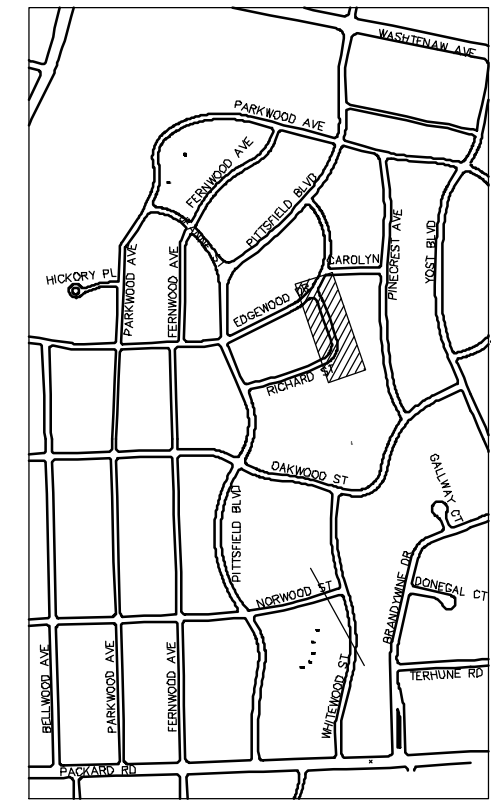 WASHTENAW AVE
PARKWOOD AVE
FERNWOOD AVE
PITTSFIELD BLVD
PINECREST AVE
YOST BLVD
CAROLYN
HICKORY PL
PARKWOOD AVE
FERNWOOD AVE
EDGEWOOD DR
RICHARD ST
OAKWOOD ST
GALLWAY CT
PITTSFIELD BLVD
NORWOOD ST
BRANDYWINE DR
DONEGAL CT
BELLWOOD AVE
PARKWOOD AVE
FERNWOOD AVE
WHITEWOOD ST
TERHUNE RD
PACKARD RD